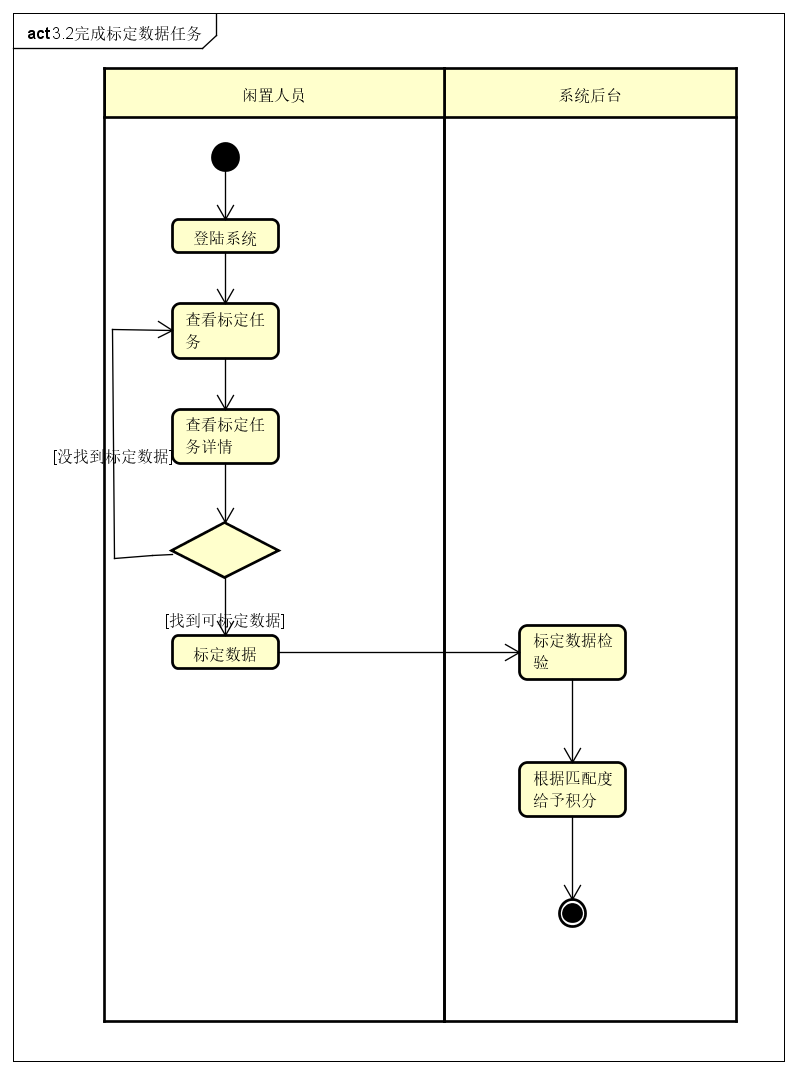 act 3.2完成标定数据任务
闲置人员
系统后台
登陆系统
查看标定任
务
查看标定任
务详情
[没找到标定数据]
[找到可标定数据]
标定数据
标定数据检
验
根据匹配度
给予积分